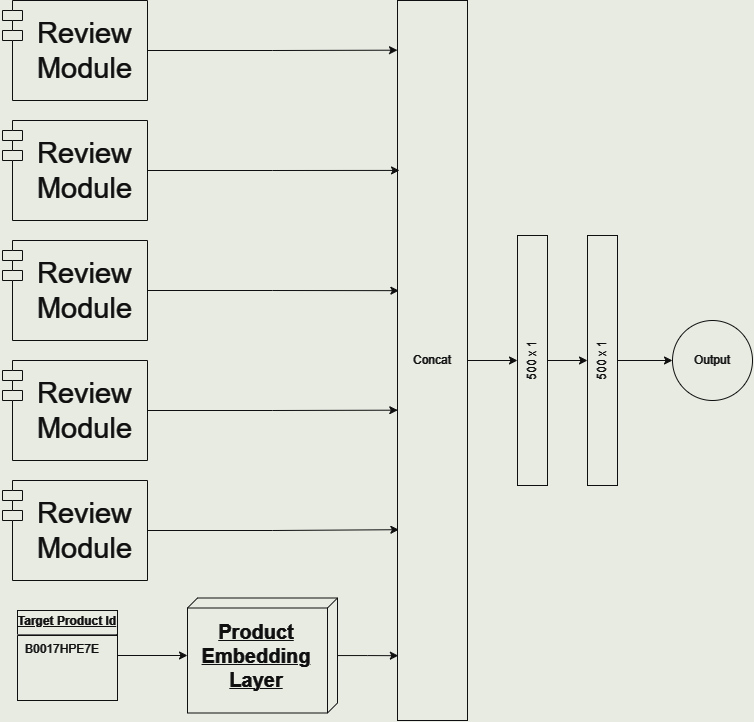 Review
Module
Review
Module
Review
Module
Review
Module
Review
Module
Concat
500 x 1
500 x 1
Output
Target Product Id
B0017HPE7E
Product
Embedding
Layer